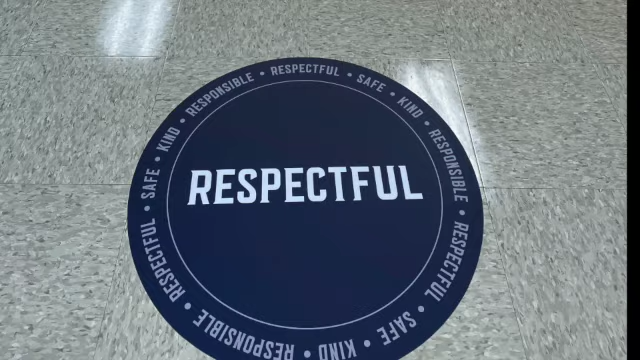 RESPONSIBLE • RESPECTFUL • SAFE • KIND • RESPONSIBLE • RESPECTFUL • SAFE • KIND • RESPONSIBLE • RESPECTFUL • SAFE • KIND •
RESPECTFUL